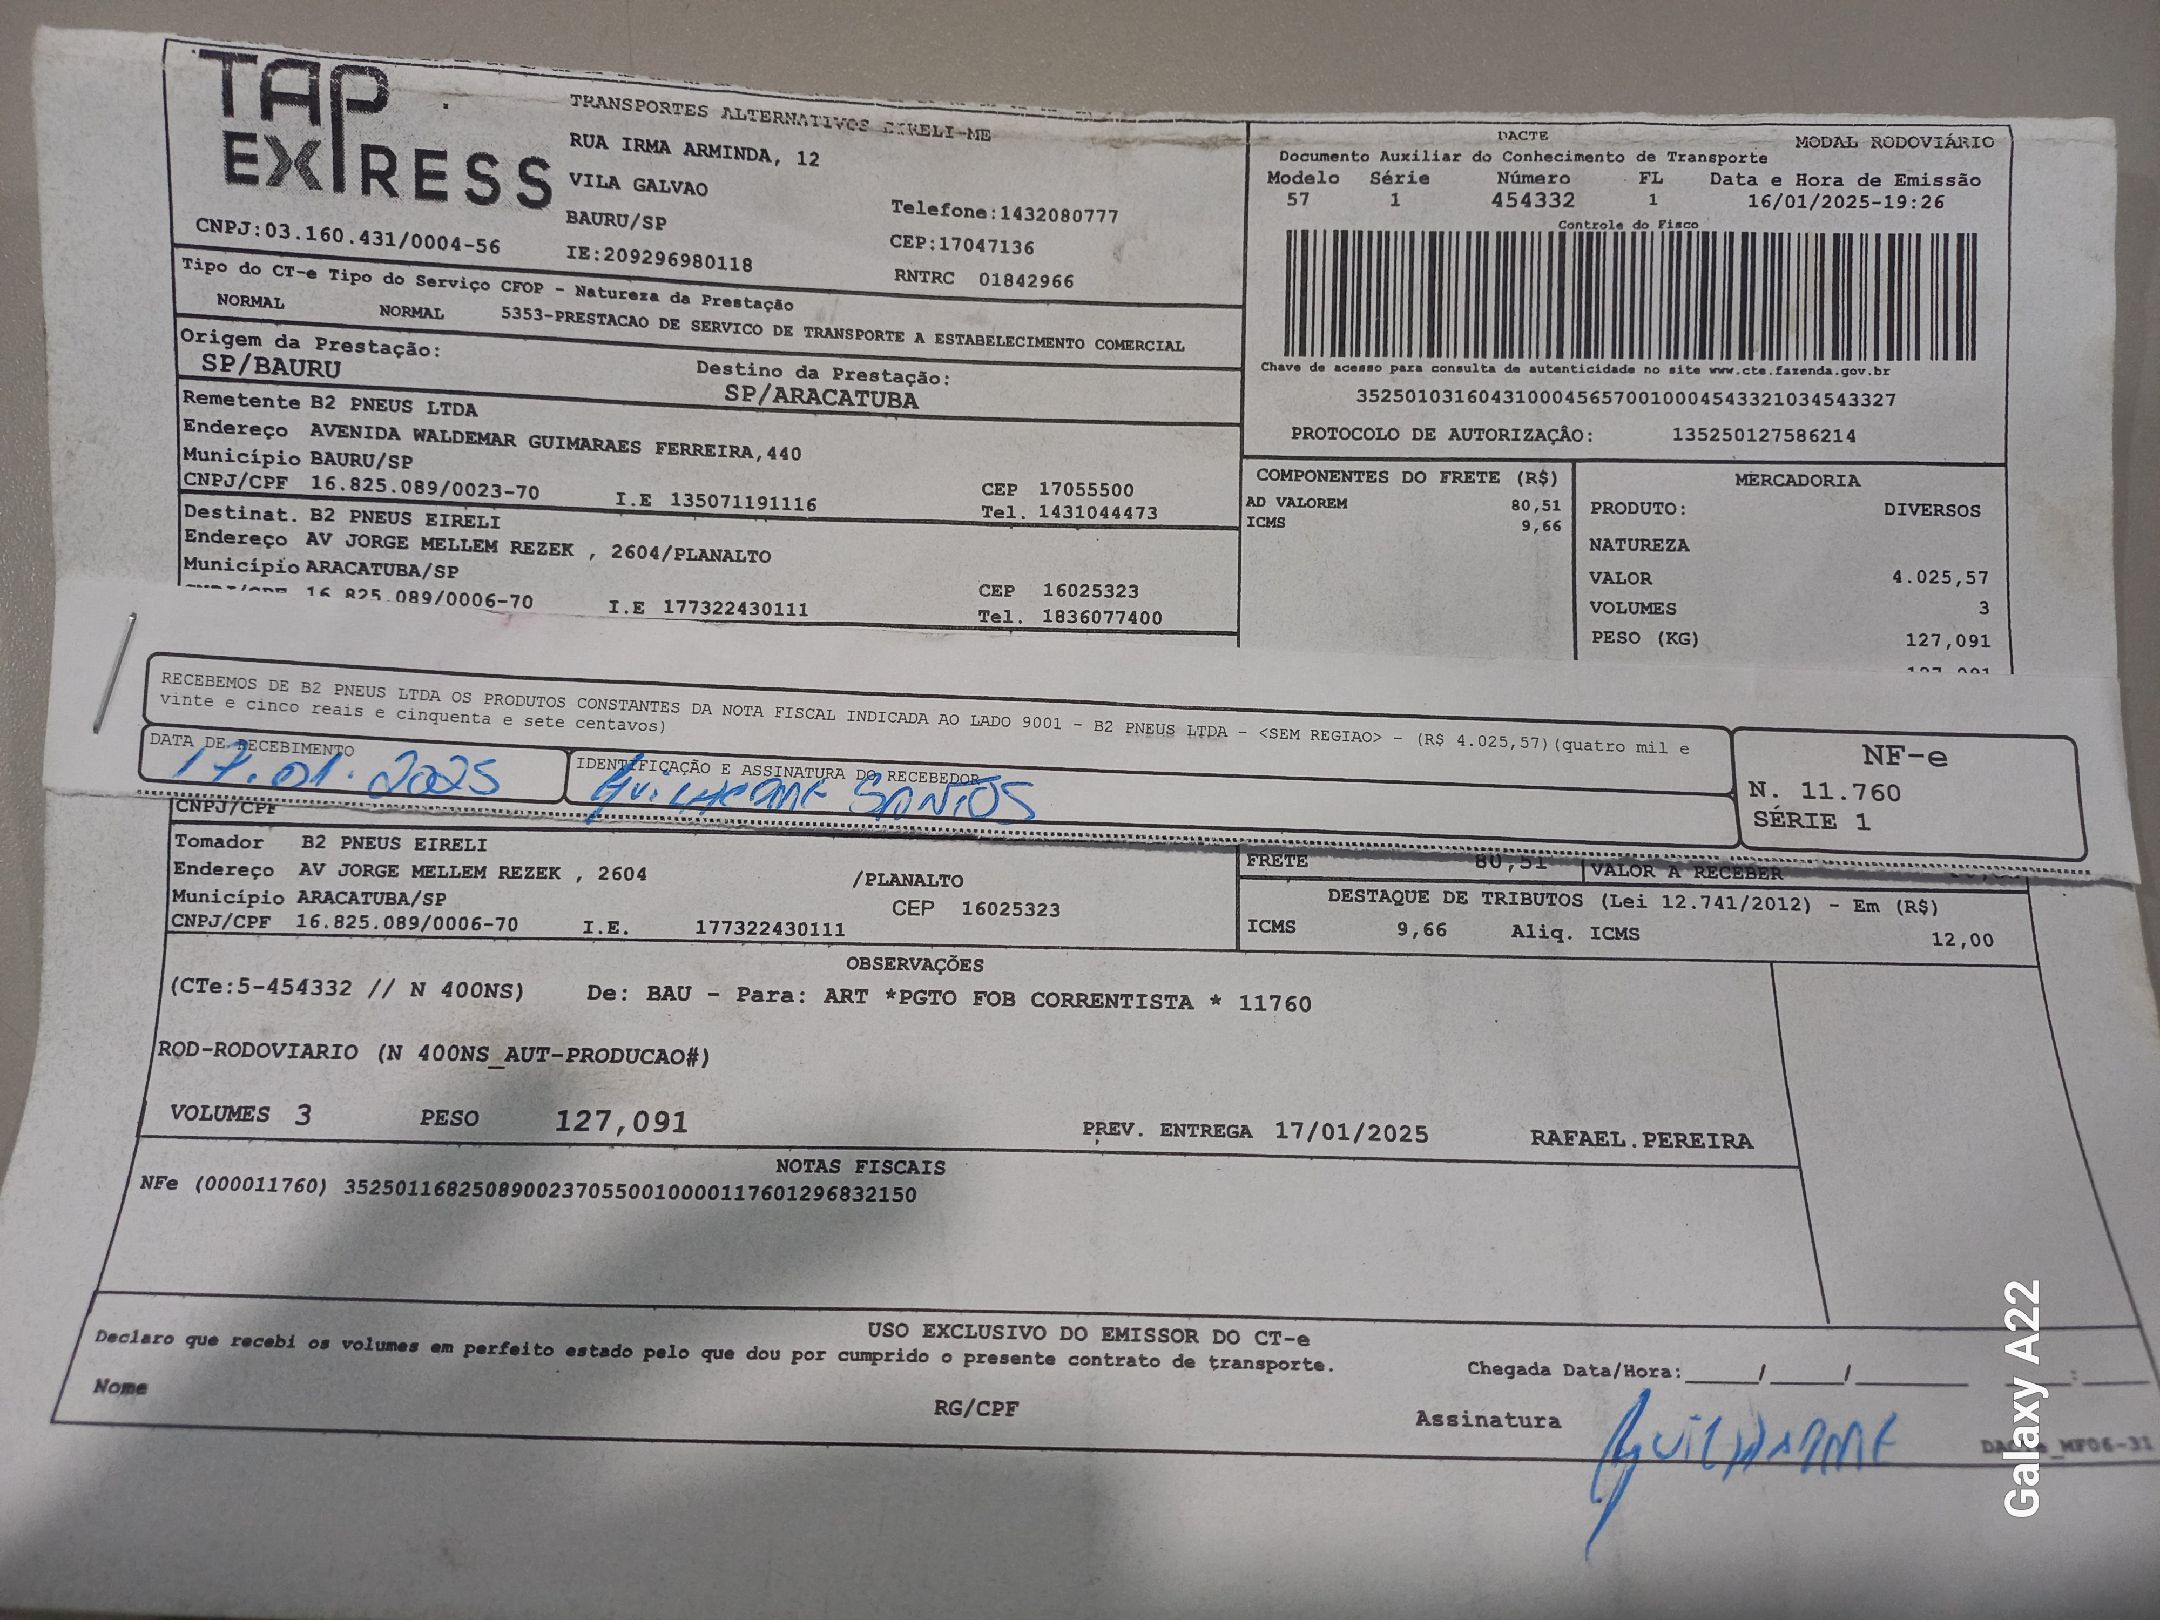 TAP
EXPRESS
TRANSPORTES ALTERNATIVOS EIRELI-ME
RUA IRMA ARMINDA, 12
VILA GALVAO
BAURU/SP
Telefone:1432080777
CNPJ:03.160.431/0004-56
IE:209296980118
CEP:17047136
RNTRC 01842966
DACTE
MODAL RODOVIÁRIO
Documento Auxiliar do Conhecimento de Transporte
Modelo Série Número FL Data e Hora de Emissão
57 1 454332 1 16/01/2025-19:26
Controle do Fisco
Chave de acesso para consulta de autenticidade no site www.cte.fazenda.gov.br
35250103160431000456570010004543321034543327
PROTOCOLO DE AUTORIZAÇÂO: 135250127586214
Tipo do CT-e Tipo do Serviço CFOP - Natureza da Prestação
NORMAL NORMAL 5353-PRESTACAO DE SERVICO DE TRANSPORTE A ESTABELECIMENTO COMERCIAL
Origem da Prestação:
SP/BAURU
Destino da Prestação:
SP/ARACATUBA
Remetente B2 PNEUS LTDA
Endereço AVENIDA WALDEMAR GUIMARAES FERREIRA,440
Município BAURU/SP
CEP 17055500
CNPJ/CPF 16.825.089/0023-70 I.E 135071191116 Tel. 1431044473
Destinat. B2 PNEUS EIRELI
Endereço AV JORGE MELLEM REZEK , 2604/PLANALTO
Município ARACATUBA/SP
CEP 16025323
16.825.089/0006-70 I.E 177322430111 Tel. 1836077400
COMPONENTES DO FRETE (R$)
AD VALOREM 80,51
ICMS 9,66
MERCADORIA
PRODUTO: DIVERSOS
NATUREZA
VALOR 4.025,57
VOLUMES 3
PESO (KG) 127,091
127,091
RECEBEMOS DE B2 PNEUS LTDA OS PRODUTOS CONSTANTES DA NOTA FISCAL INDICADA AO LADO 9001 - B2 PNEUS LTDA - <SEM REGIAO> - (R$ 4.025,57)(quatro mil e
vinte e cinco reais e cinquenta e sete centavos)
DATA DE RECEBIMENTO
17.01.2025
IDENTIFICAÇÃO E ASSINATURA DO RECEBEDOR
GUILHERME SANTOS
NF-e
N. 11.760
SÉRIE 1
CNPJ/CPF
Tomador B2 PNEUS EIRELI
Endereço AV JORGE MELLEM REZEK , 2604 /PLANALTO
Município ARACATUBA/SP CEP 16025323
CNPJ/CPF 16.825.089/0006-70 I.E. 177322430111
FRETE 80,51 VALOR A RECEBER
DESTAQUE DE TRIBUTOS (Lei 12.741/2012) - Em (R$)
ICMS 9,66 Aliq. ICMS 12,00
OBSERVAÇÕES
(CTe:5-454332 // N 400NS) De: BAU - Para: ART *PGTO FOB CORRENTISTA * 11760
ROD-RODOVIARIO (N 400NS_AUT-PRODUCAO#)
VOLUMES 3 PESO 127,091 PREV. ENTREGA 17/01/2025 RAFAEL.PEREIRA
NOTAS FISCAIS
NFe (000011760) 35250116825089002370550010000117601296832150
USO EXCLUSIVO DO EMISSOR DO CT-e
Declaro que recebi os volumes em perfeito estado pelo que dou por cumprido o presente contrato de transporte.
Chegada Data/Hora:_____/_____/________ ____:_____
Nome
RG/CPF
Assinatura GUILHERME
Galaxy A22